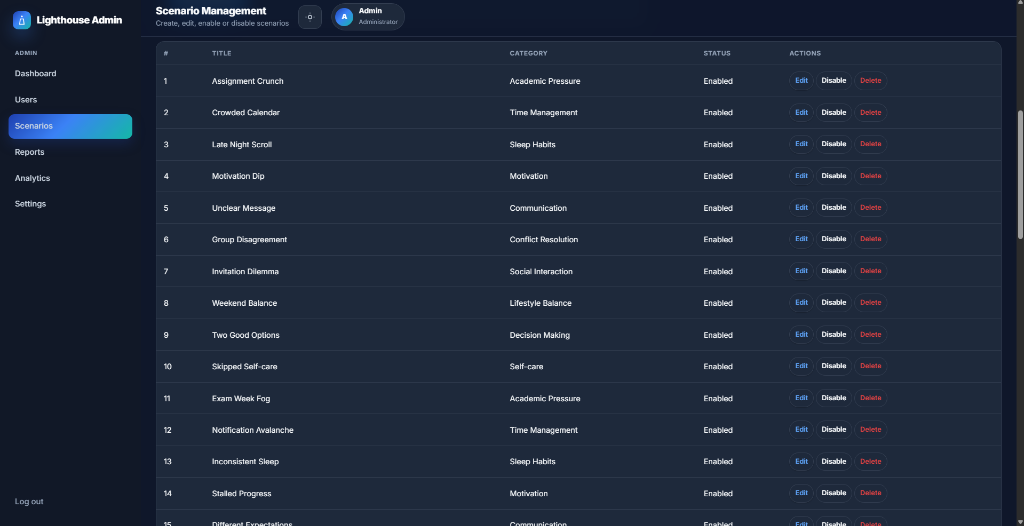 Lighthouse Admin
ADMIN
Dashboard
Users
Scenarios
Reports
Analytics
Settings
Log out
Scenario Management
Create, edit, enable or disable scenarios
A
Admin
Administrator
# TITLE CATEGORY STATUS ACTIONS
1 Assignment Crunch Academic Pressure Enabled Edit Disable Delete
2 Crowded Calendar Time Management Enabled Edit Disable Delete
3 Late Night Scroll Sleep Habits Enabled Edit Disable Delete
4 Motivation Dip Motivation Enabled Edit Disable Delete
5 Unclear Message Communication Enabled Edit Disable Delete
6 Group Disagreement Conflict Resolution Enabled Edit Disable Delete
7 Invitation Dilemma Social Interaction Enabled Edit Disable Delete
8 Weekend Balance Lifestyle Balance Enabled Edit Disable Delete
9 Two Good Options Decision Making Enabled Edit Disable Delete
10 Skipped Self-care Self-care Enabled Edit Disable Delete
11 Exam Week Fog Academic Pressure Enabled Edit Disable Delete
12 Notification Avalanche Time Management Enabled Edit Disable Delete
13 Inconsistent Sleep Sleep Habits Enabled Edit Disable Delete
14 Stalled Progress Motivation Enabled Edit Disable Delete
15 Different Expectations Communication Enabled Edit Disable Delete